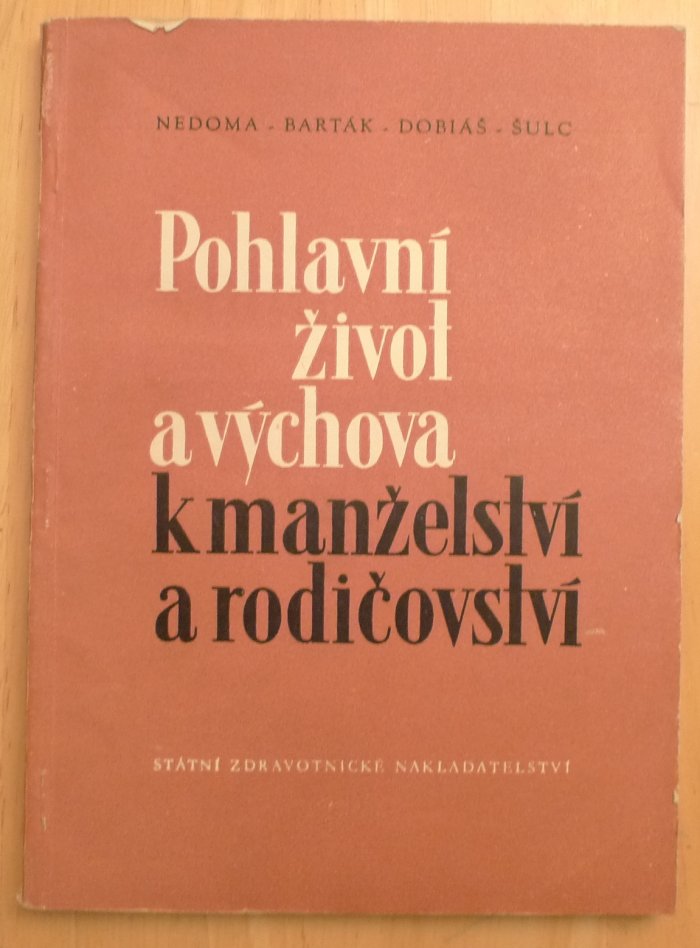 NEDOMA - BARTÁK - DOBIÁŠ - ŠULC
Pohlavní
život
a výchova
k manželství
a rodičovství
STÁTNÍ ZDRAVOTNICKÉ NAKLADATELSTVÍ